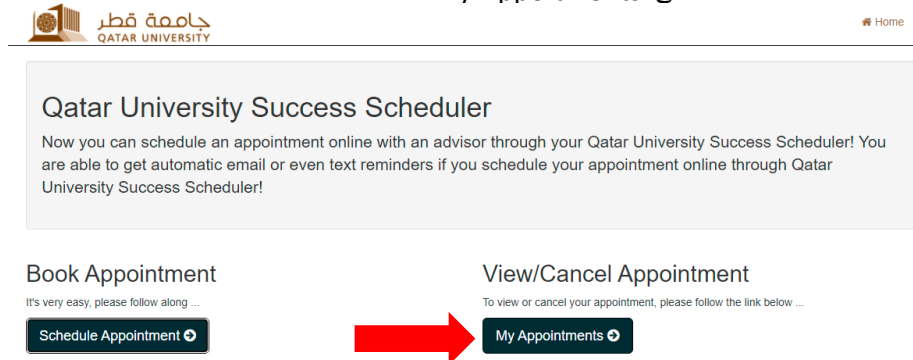 جامعة قطر
QATAR UNIVERSITY
Home
Qatar University Success Scheduler
Now you can schedule an appointment online with an advisor through your Qatar University Success Scheduler! You
are able to get automatic email or even text reminders if you schedule your appointment online through Qatar
University Success Scheduler!
Book Appointment
It's very easy, please follow along ...
Schedule Appointment
View/Cancel Appointment
To view or cancel your appointment, please follow the link below ...
My Appointments